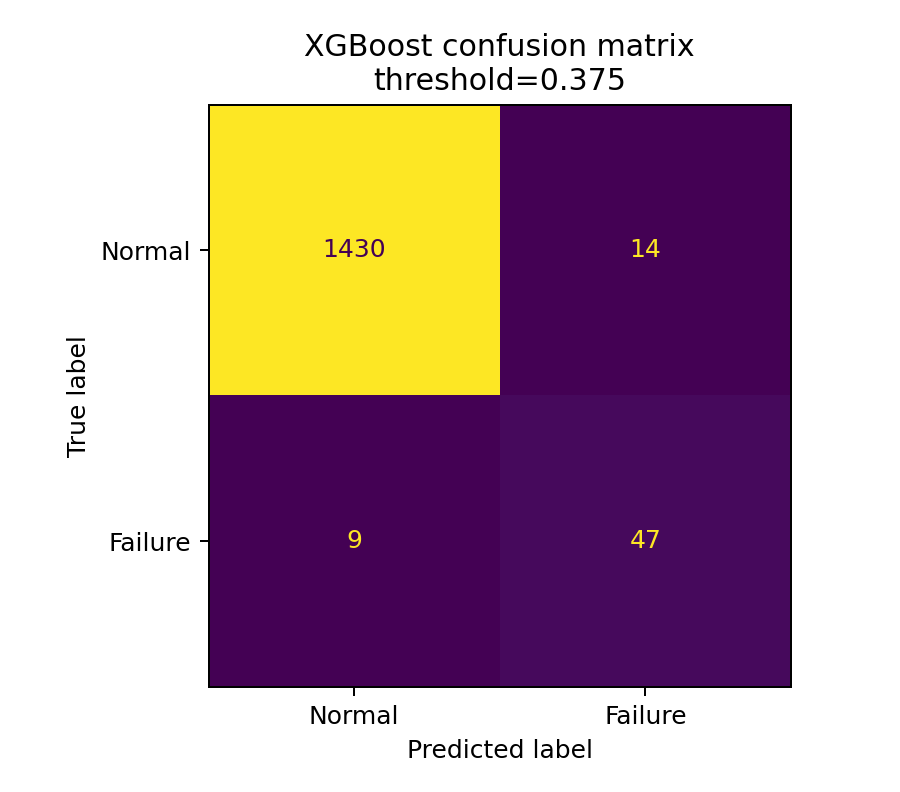 XGBoost confusion matrix
threshold=0.375
True label
Normal
1430
14
Failure
9
47
Normal
Failure
Predicted label